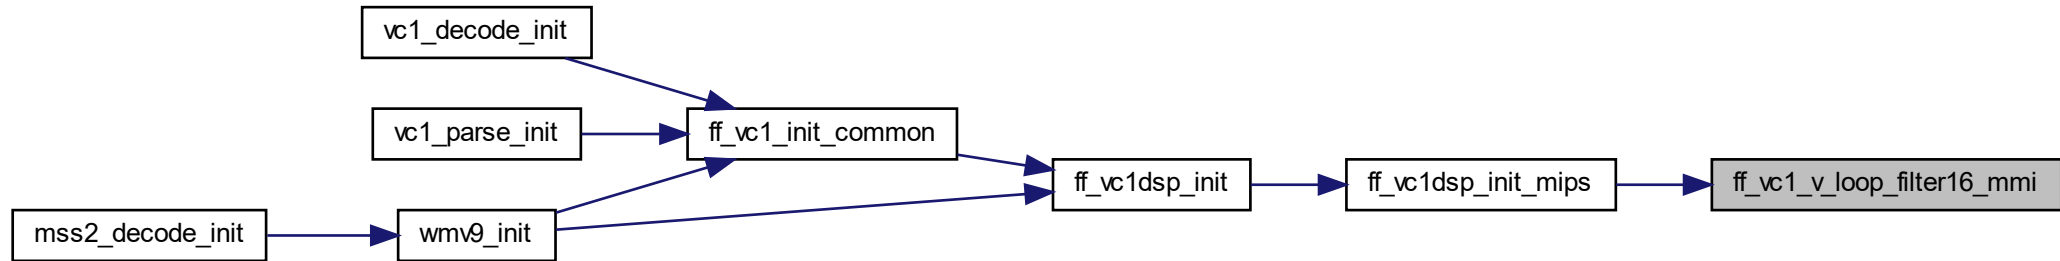 vc1_decode_init
vc1_parse_init
ff_vc1_init_common
ff_vc1dsp_init
ff_vc1dsp_init_mips
ff_vc1_v_loop_filter16_mmi
mss2_decode_init
wmv9_init